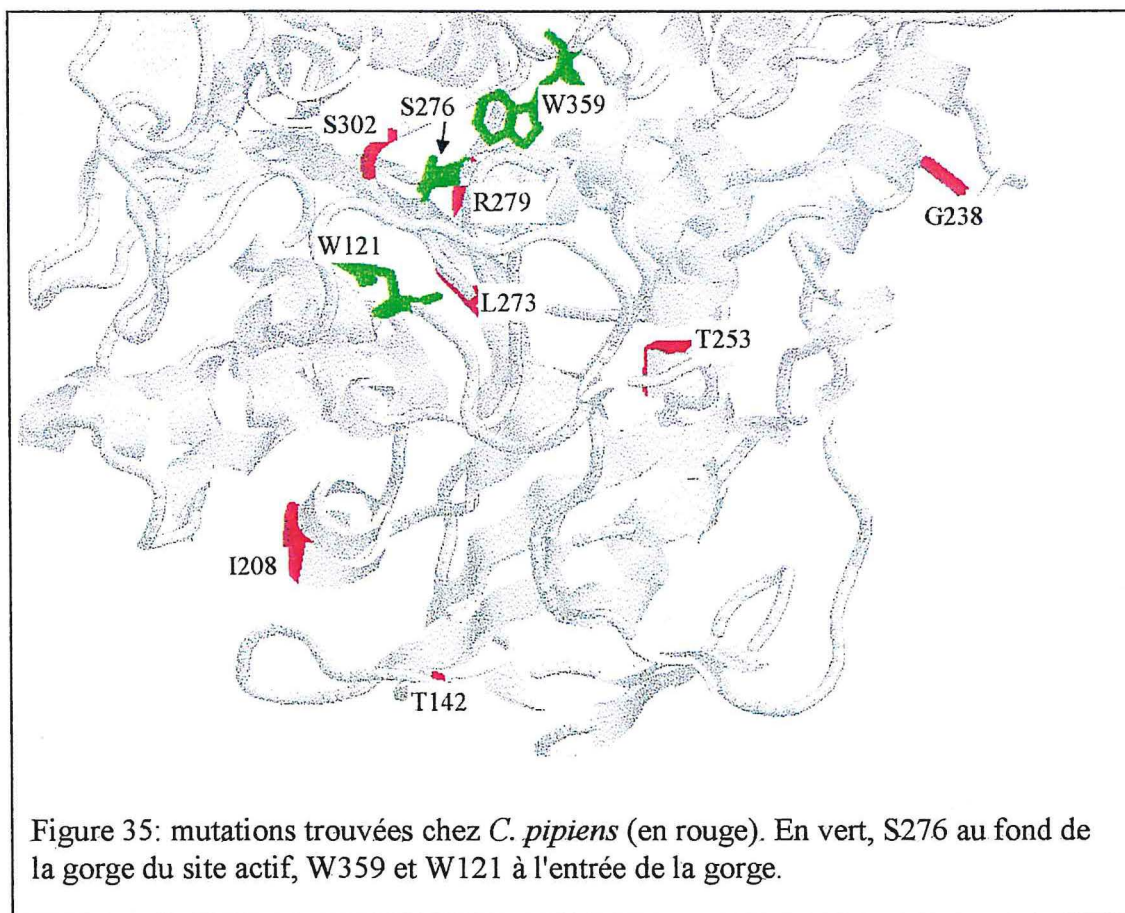 W359
S276
S302
R279
G238
W121
L273
T253
I208
T142
Figure 35: mutations trouvées chez C. pipiens (en rouge). En vert, S276 au fond de
la gorge du site actif, W359 et W121 à l'entrée de la gorge.